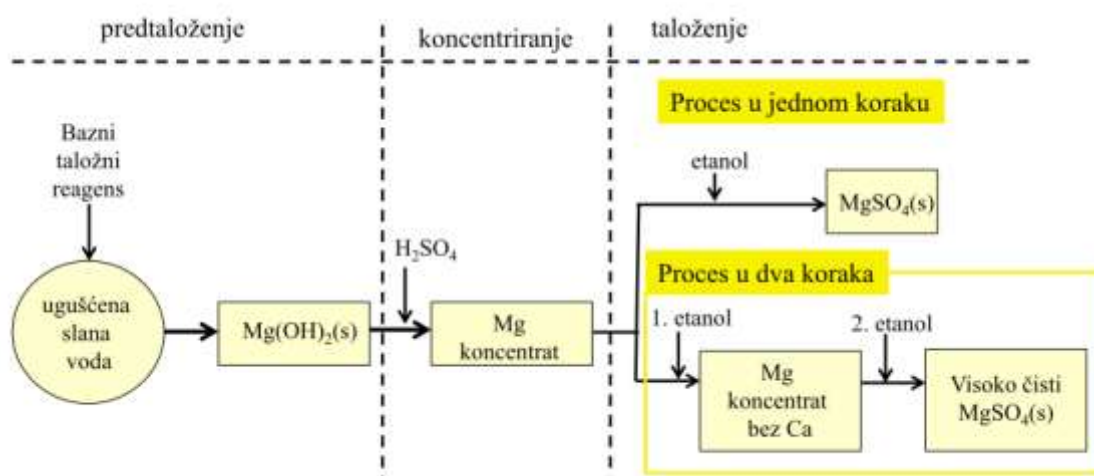 predtaloženje
koncentriranje
taloženje
Proces u jednom koraku
Bazni
taložni
reagens
etanol
MgSO₄(s)
H₂SO₄
Proces u dva koraka
ugušćena
slana
voda
Mg(OH)₂(s)
Mg
koncentrat
1. etanol
2. etanol
Mg
koncentrat
bez Ca
Visoko čisti
MgSO₄(s)